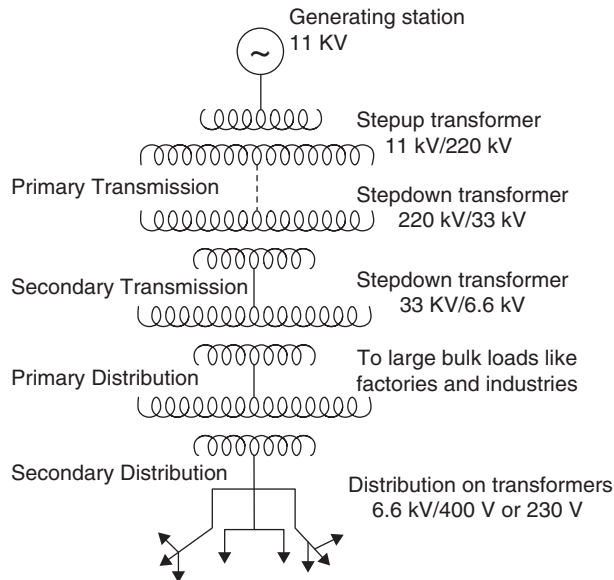 Generating station
11 KV
~
Stepup transformer
11 kV/220 kV
Primary Transmission
Stepdown transformer
220 kV/33 kV
Secondary Transmission
Stepdown transformer
33 KV/6.6 kV
Primary Distribution
To large bulk loads like
factories and industries
Secondary Distribution
Distribution on transformers
6.6 kV/400 V or 230 V